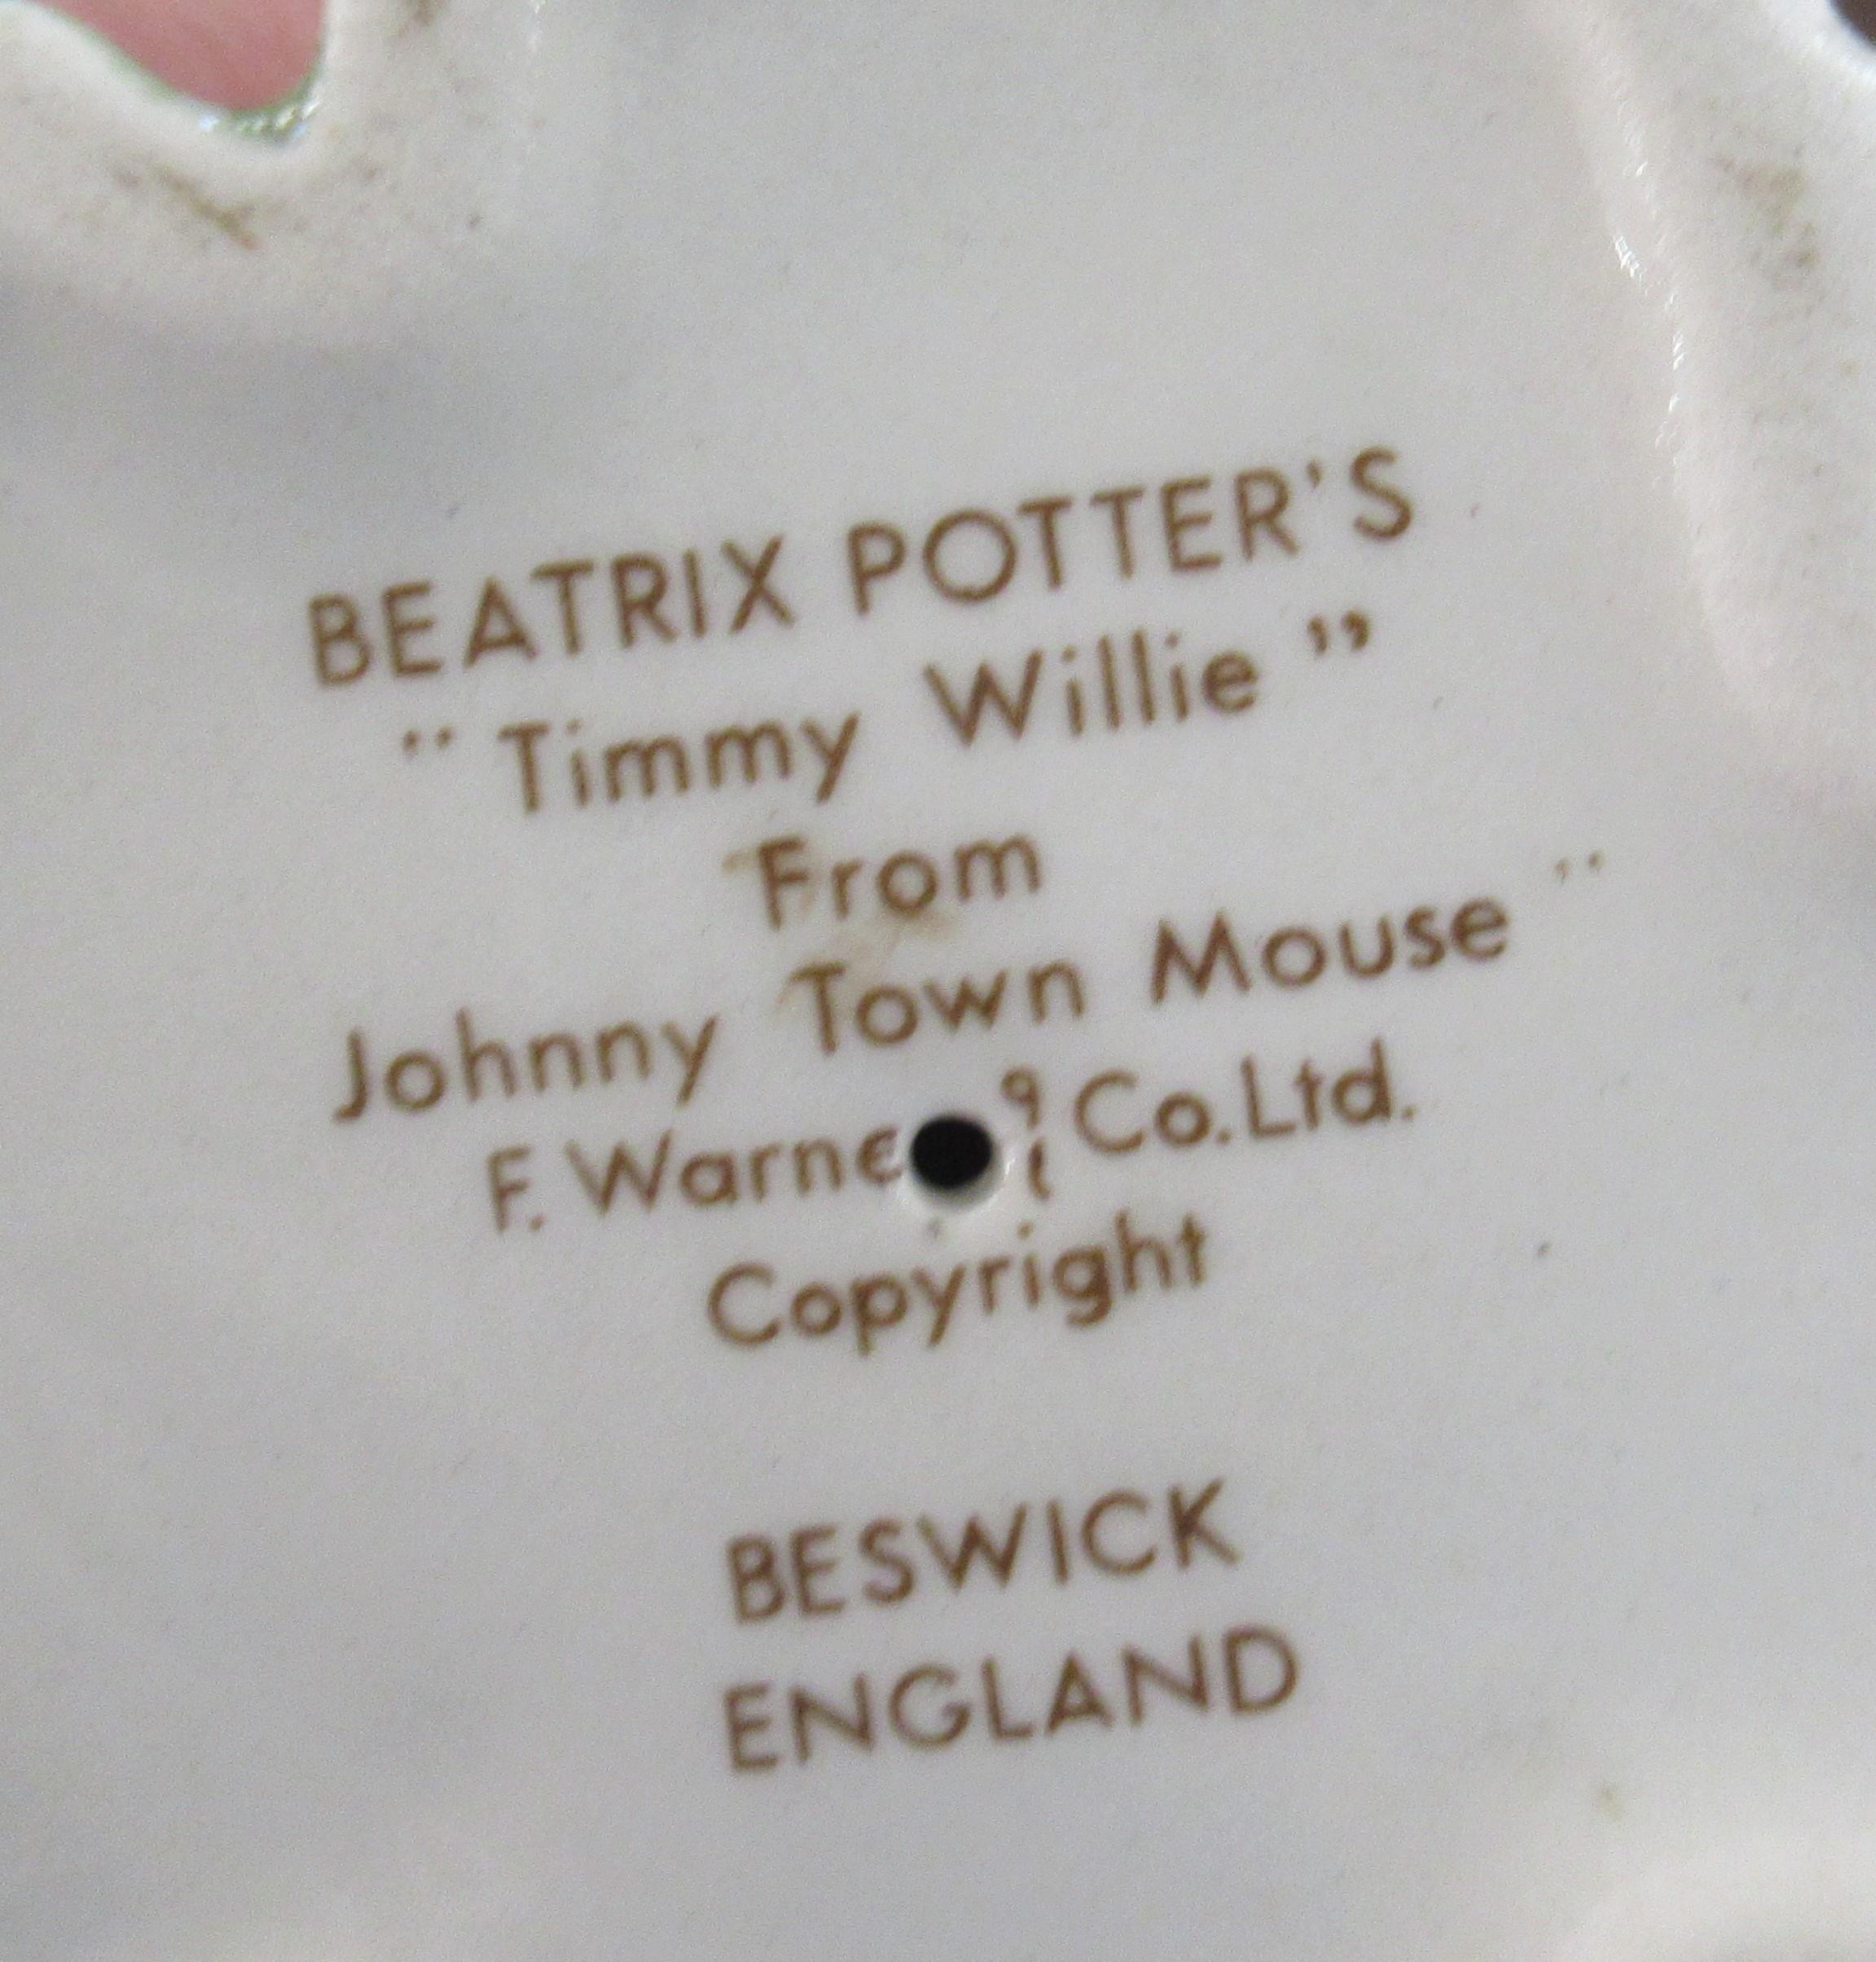 BEATRIX POTTER'S
"Timmy Willie"
From
Johnny Town Mouse"
F. Warne & Co.Ltd.
Copyright
BESWICK
ENGLAND